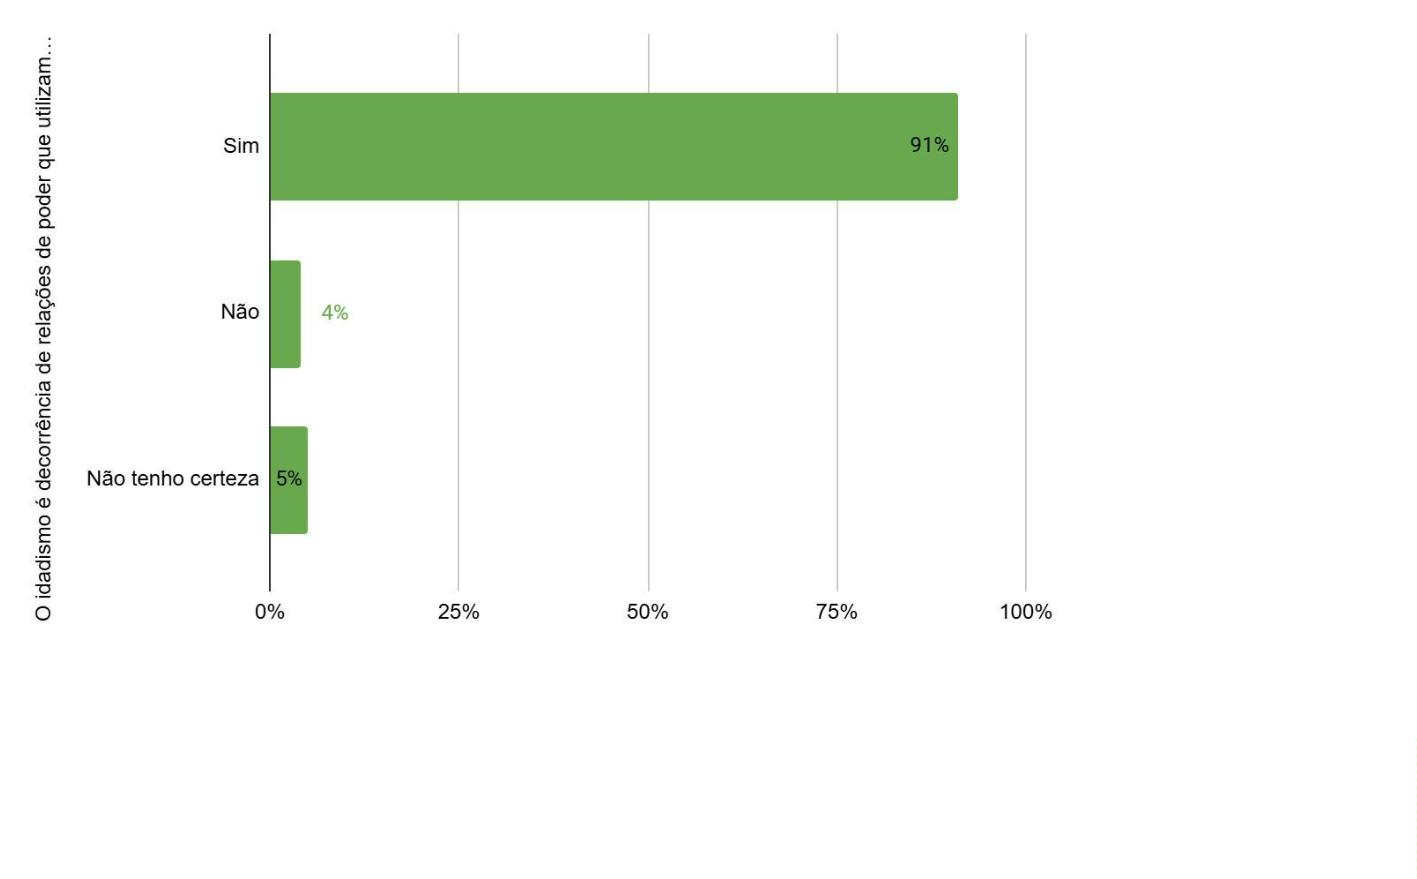 O idadismo é decorrência de relações de poder que utilizam…
Sim
91%
Não
4%
Não tenho certeza
5%
0%
25%
50%
75%
100%